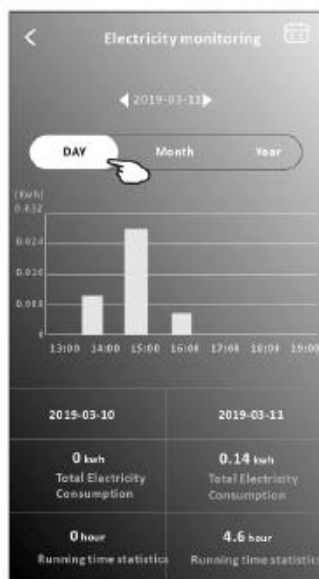 Electricity monitoring
2019-03-11
DAY Month Year
(Kwh)
0.432
0.024
0.016
0.008
0
13:00 14:00 15:00 16:00 17:00 18:00 19:00
2019-03-10 2019-03-11
0 kwh 0.14 kwh
Total Electricity Total Electricity
Consumption Consumption
0 hour 4.6 hour
Running time statistics Running time statistics